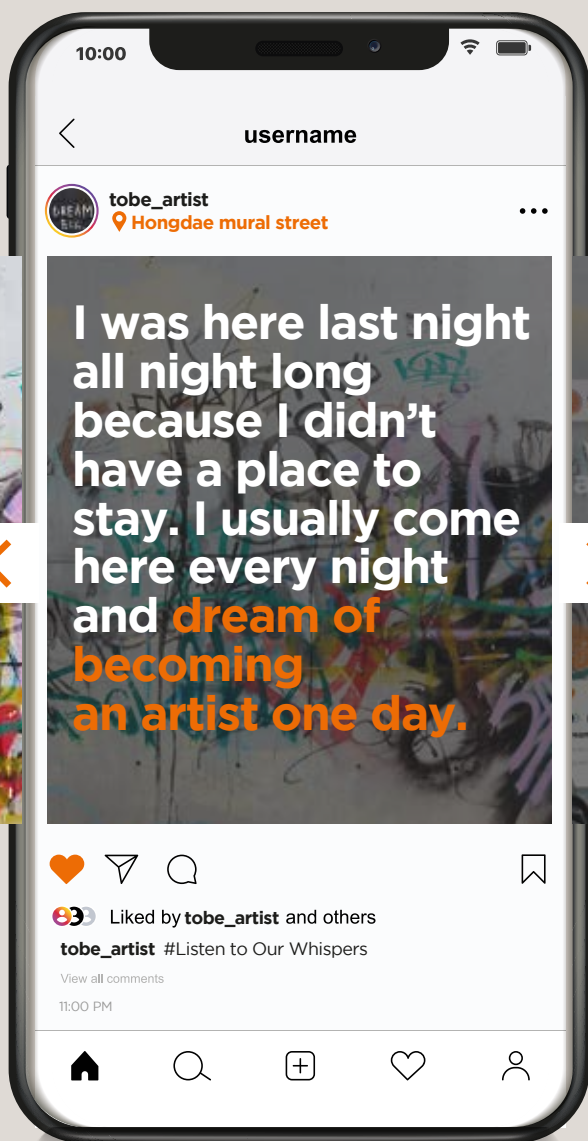 10:00
username
tobe_artist
Hongdae mural street
I was here last night
all night long
because I didn't
have a place to
stay. I usually come
here every night
and dream of
becoming
an artist one day.
Liked by tobe_artist and others
tobe_artist #Listen to Our Whispers
View all comments
11:00 PM